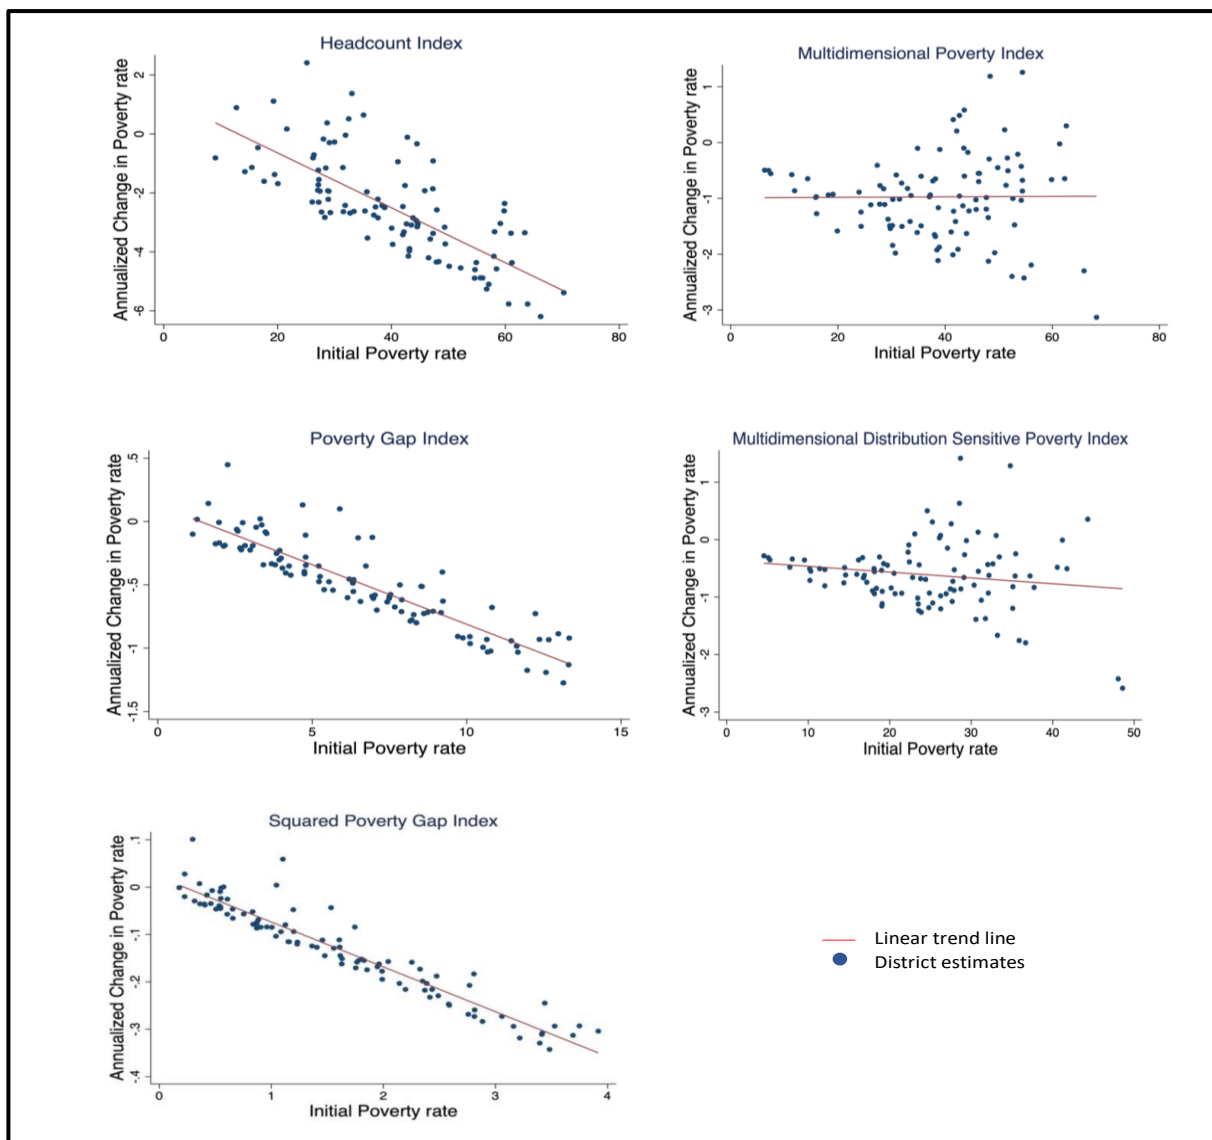 Headcount Index
Annualized Change in Poverty rate
2
0
-2
-4
-6
0 20 40 60 80
Initial Poverty rate
Multidimensional Poverty Index
Annualized Change in Poverty rate
1
0
-1
-2
-3
0 20 40 60 80
Initial Poverty rate
Poverty Gap Index
Annualized Change in Poverty rate
.5
0
-.5
-1
-1.5
0 5 10 15
Initial Poverty rate
Multidimensional Distribution Sensitive Poverty Index
Annualized Change in Poverty rate
1
0
-1
-2
-3
0 10 20 30 40 50
Initial Poverty rate
Squared Poverty Gap Index
Annualized Change in Poverty rate
.1
0
-.1
-.2
-.3
-.4
0 1 2 3 4
Initial Poverty rate
Linear trend line
District estimates